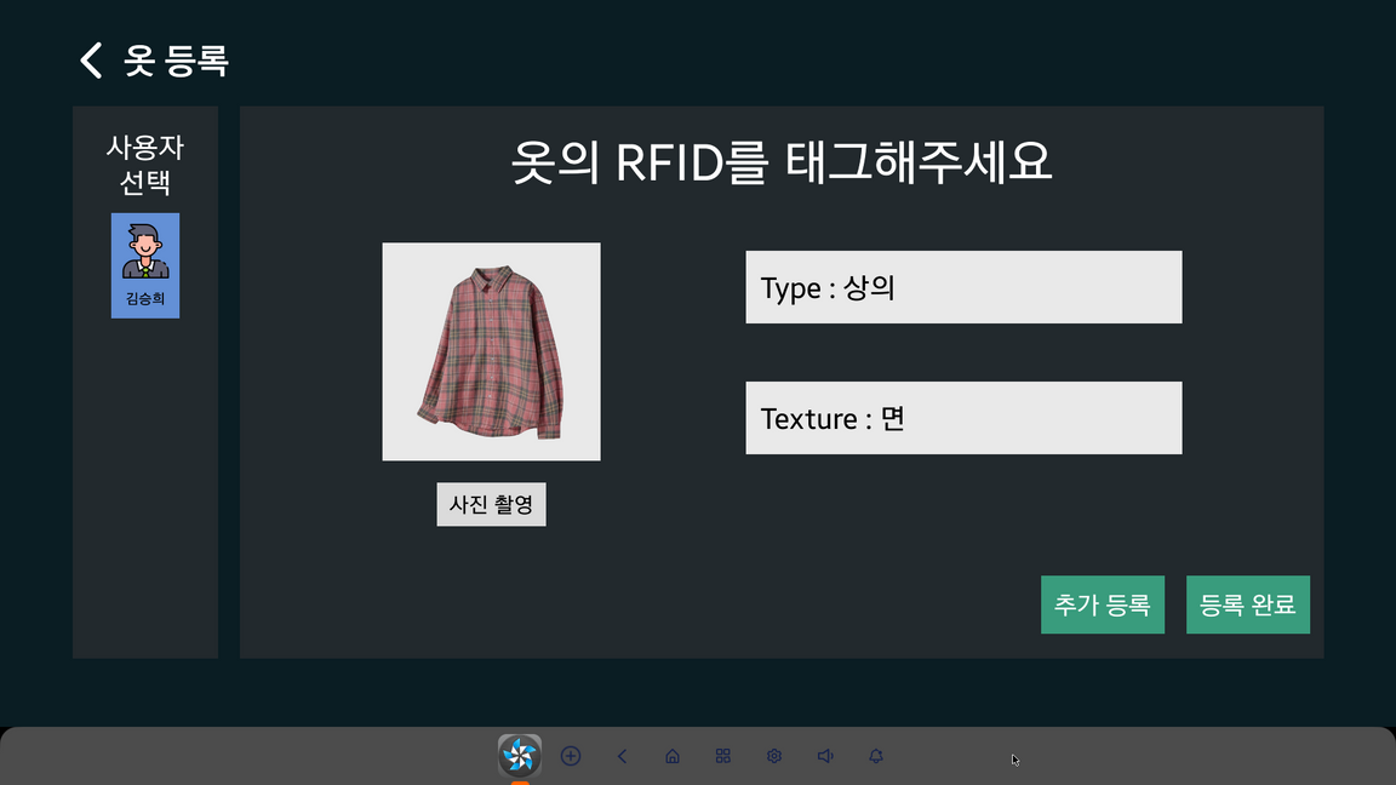 옷 등록
사용자
선택
김승희
옷의 RFID를 태그해주세요
Type : 상의
Texture : 면
사진 촬영
추가 등록
등록 완료